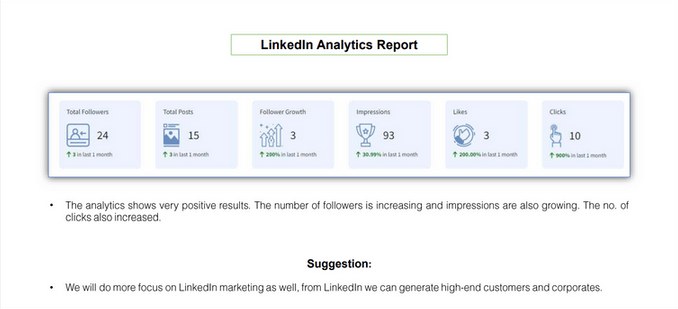 LinkedIn Analytics Report
Total Followers
24
↑ 3 in last 1 month
Total Posts
15
↑ 3 in last 1 month
Follower Growth
3
↑ 200% in last 1 month
Impressions
93
↑ 30.99% in last 1 month
Likes
3
↑ 200.00% in last 1 month
Clicks
10
↑ 900% in last 1 month
• The analytics shows very positive results. The number of followers is increasing and impressions are also growing. The no. of
clicks also increased.
Suggestion:
• We will do more focus on LinkedIn marketing as well, from LinkedIn we can generate high-end customers and corporates.